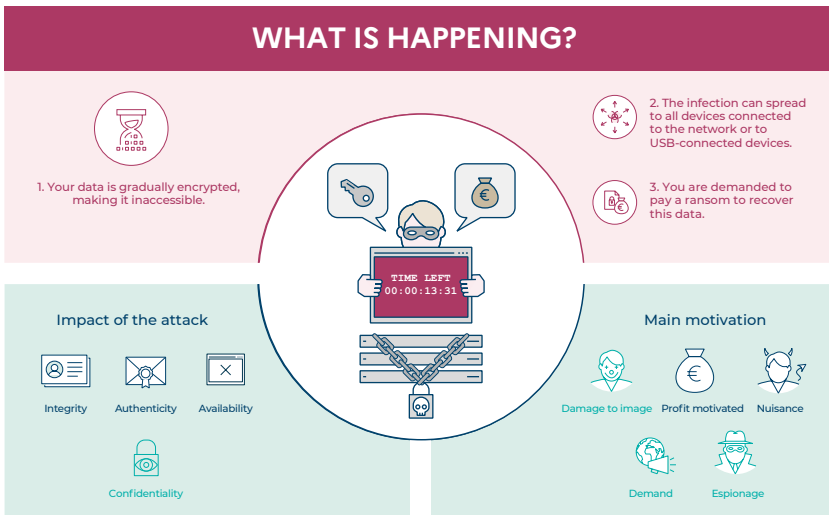 WHAT IS HAPPENING?
1. Your data is gradually encrypted,
making it inaccessible.
2. The infection can spread
to all devices connected
to the network or to
USB-connected devices.
3. You are demanded to
pay a ransom to recover
this data.
TIME LEFT
00:00:13:31
Impact of the attack
Integrity
Authenticity
Availability
Confidentiality
Main motivation
Damage to image
Profit motivated
Nuisance
Demand
Espionage